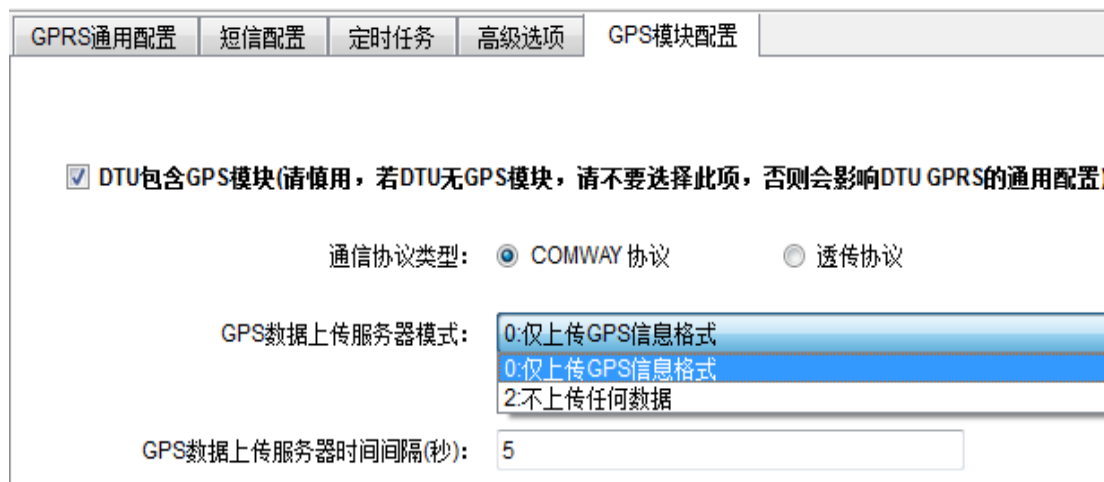 GPRS通用配置 短信配置 定时任务 高级选项 GPS模块配置
DTU包含GPS模块(请慎用，若DTU无GPS模块，请不要选择此项，否则会影响DTU GPRS的通用配置)
通信协议类型： COMWAY 协议 透传协议
GPS数据上传服务器模式： 0:仅上传GPS信息格式
0:仅上传GPS信息格式
2:不上传任何数据
GPS数据上传服务器时间间隔(秒)： 5